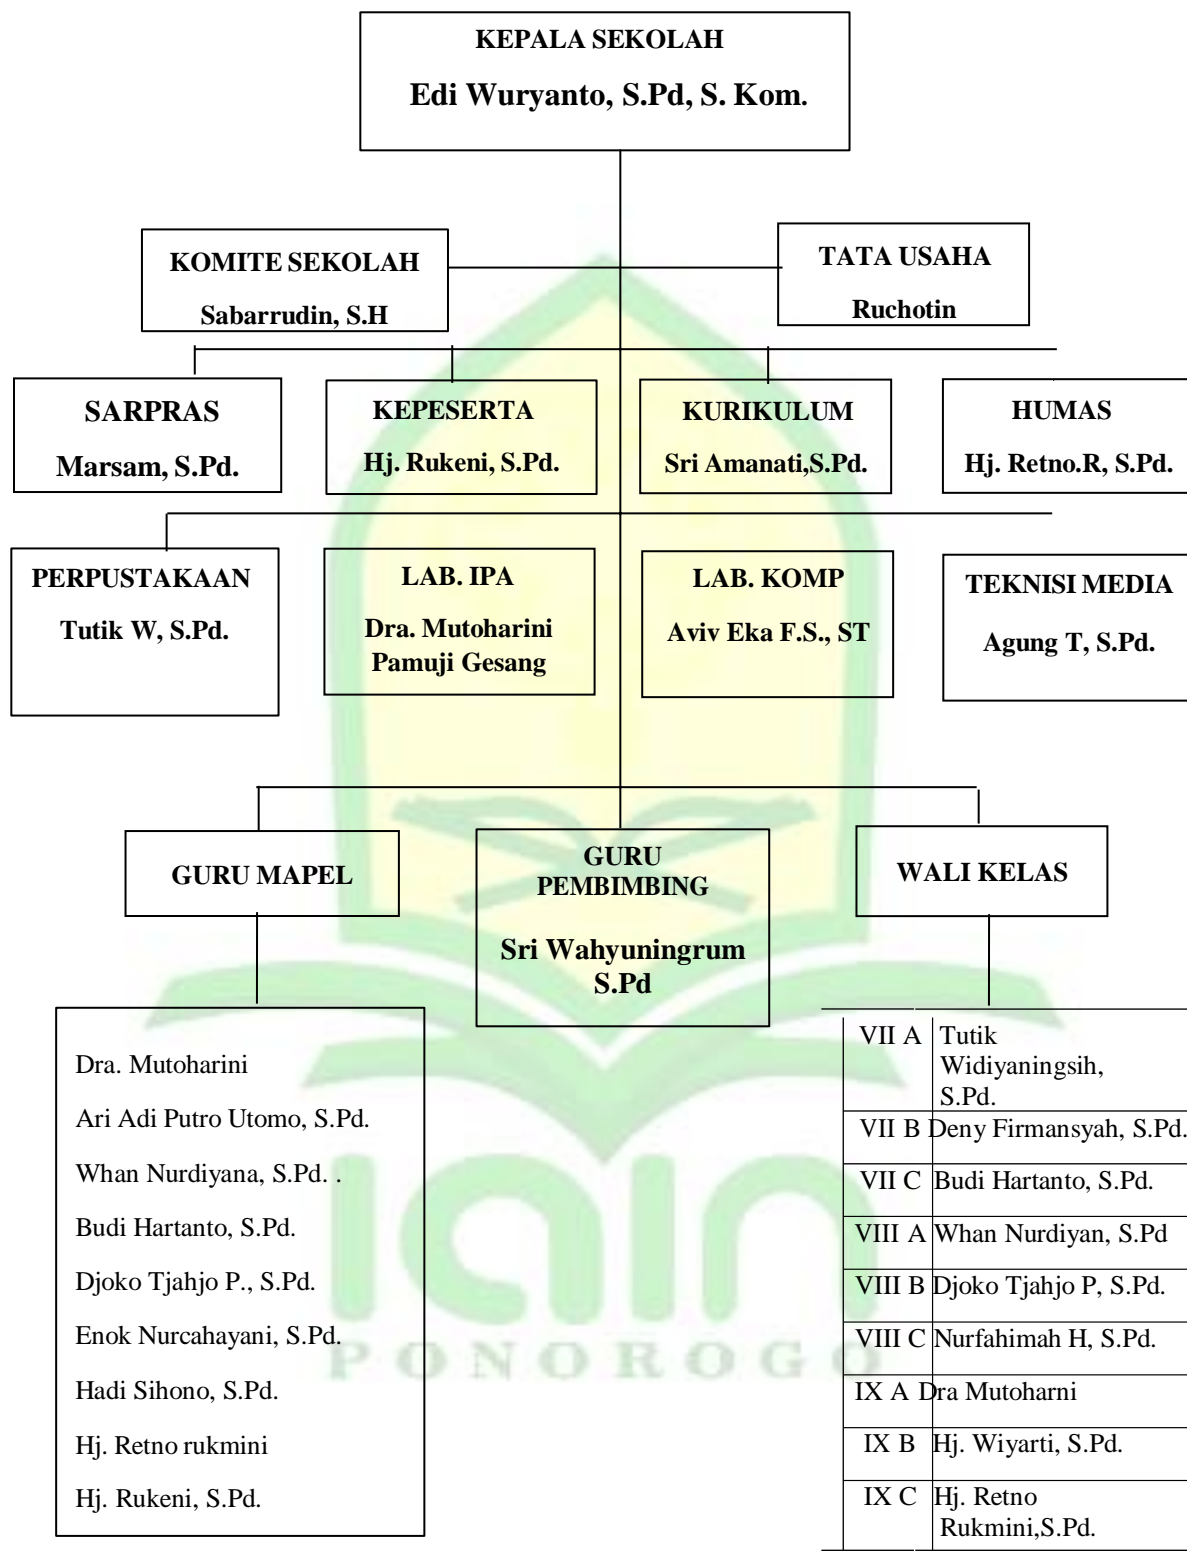 KEPALA SEKOLAH
Edi Wuryanto, S.Pd, S. Kom.
KOMITE SEKOLAH
Sabarrudin, S.H
TATA USAHA
Ruchotin
SARPRAS
Marsam, S.Pd.
KEPESERTA
Hj. Rukeni, S.Pd.
KURIKULUM
Sri Amanati,S.Pd.
HUMAS
Hj. Retno.R, S.Pd.
PERPUSTAKAAN
Tutik W, S.Pd.
LAB. IPA
Dra. Mutoharini
Pamuji Gesang
LAB. KOMP
Aviv Eka F.S., ST
TEKNISI MEDIA
Agung T, S.Pd.
GURU MAPEL
GURU
PEMBIMBING
Sri Wahyuningrum
S.Pd
WALI KELAS
Dra. Mutoharini
Ari Adi Putro Utomo, S.Pd.
Whan Nurdiyana, S.Pd. .
Budi Hartanto, S.Pd.
Djoko Tjahjo P., S.Pd.
Enok Nurcahayani, S.Pd.
Hadi Sihono, S.Pd.
Hj. Retno rukmini
Hj. Rukeni, S.Pd.
VII A Tutik
Widiyaningsih,
S.Pd.
VII B Deny Firmansyah, S.Pd.
VII C Budi Hartanto, S.Pd.
VIII A Whan Nurdiyan, S.Pd
VIII B Djoko Tjahjo P, S.Pd.
VIII C Nurfahimah H, S.Pd.
IX A Dra Mutoharni
IX B Hj. Wiyarti, S.Pd.
IX C Hj. Retno
Rukmini,S.Pd.
iain
PONOROGO